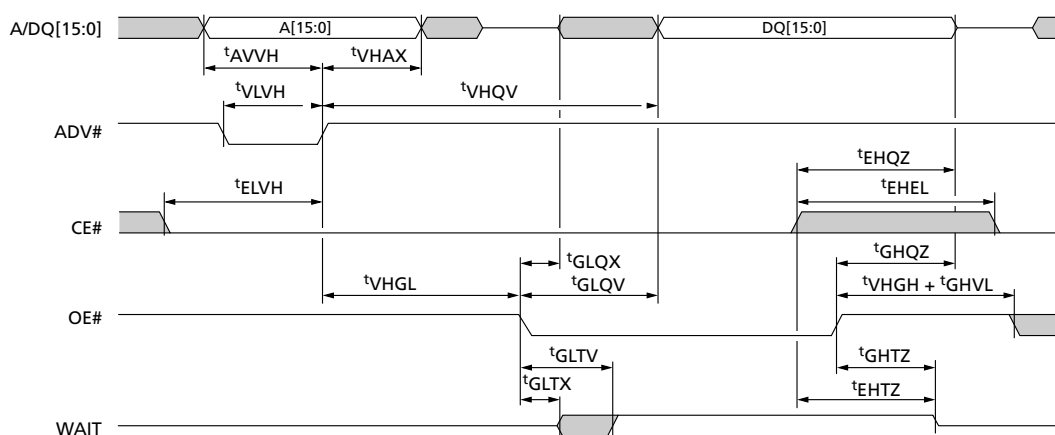 A/DQ[15:0] A[15:0] DQ[15:0]
tAVVH tVHAX
tVLVH tVHQV
ADV#
tEHQZ
tELVH tEHEL
CE#
tGHQZ
tGLQX
tVHGL tGLQV tVHGH + tGHVL
OE#
tGLTV tGHTZ
tGLTX tEHTZ
WAIT